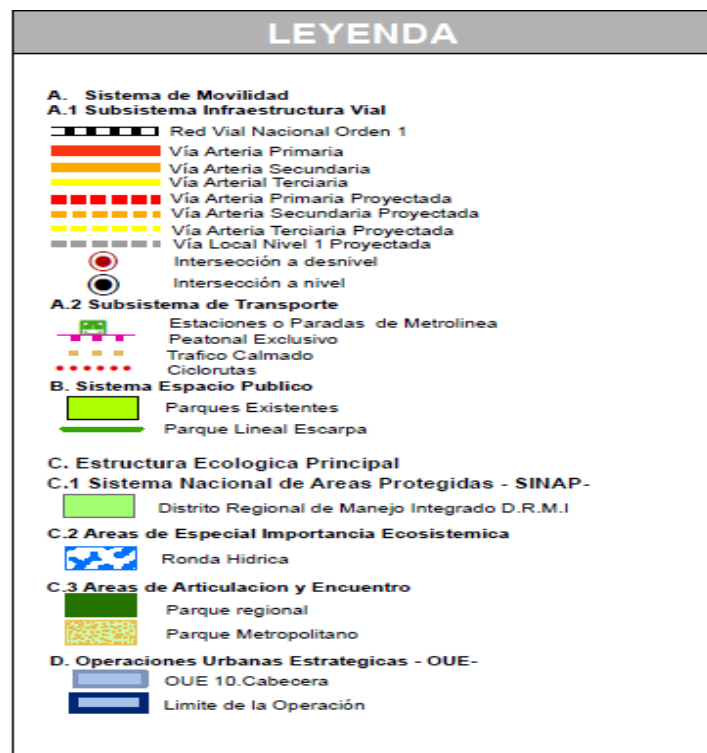 LEYENDA
A. Sistema de Movilidad
A.1 Subsistema Infraestructura Vial
Red Vial Nacional Orden 1
Vía Arteria Primaria
Vía Arteria Secundaria
Vía Arterial Terciaria
Vía Arteria Primaria Proyectada
Vía Arteria Secundaria Proyectada
Vía Arteria Terciaria Proyectada
Vía Local Nivel 1 Proyectada
Intersección a desnivel
Intersección a nivel
A.2 Subsistema de Transporte
Estaciones o Paradas de Metrolinea
Peatonal Exclusivo
Trafico Calmado
Ciclorutas
B. Sistema Espacio Publico
Parques Existentes
Parque Lineal Escarpa
C. Estructura Ecologica Principal
C.1 Sistema Nacional de Areas Protegidas - SINAP-
Distrito Regional de Manejo Integrado D.R.M.I
C.2 Areas de Especial Importancia Ecosistemica
Ronda Hidrica
C.3 Areas de Articulacion y Encuentro
Parque regional
Parque Metropolitano
D. Operaciones Urbanas Estrategicas - OUE-
OUE 10.Cabecera
Limite de la Operación